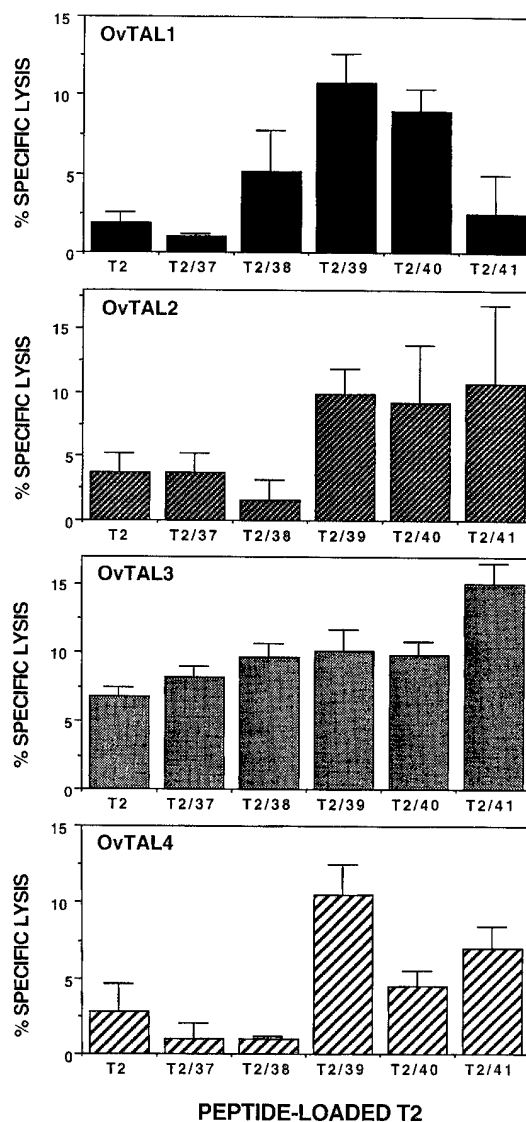 OvTAL1
% SPECIFIC LYSIS
15
10
5
0
T2 T2/37 T2/38 T2/39 T2/40 T2/41
OvTAL2
% SPECIFIC LYSIS
15
10
5
0
T2 T2/37 T2/38 T2/39 T2/40 T2/41
OvTAL3
% SPECIFIC LYSIS
15
10
5
0
T2 T2/37 T2/38 T2/39 T2/40 T2/41
OvTAL4
% SPECIFIC LYSIS
15
10
5
0
T2 T2/37 T2/38 T2/39 T2/40 T2/41
PEPTIDE-LOADED T2